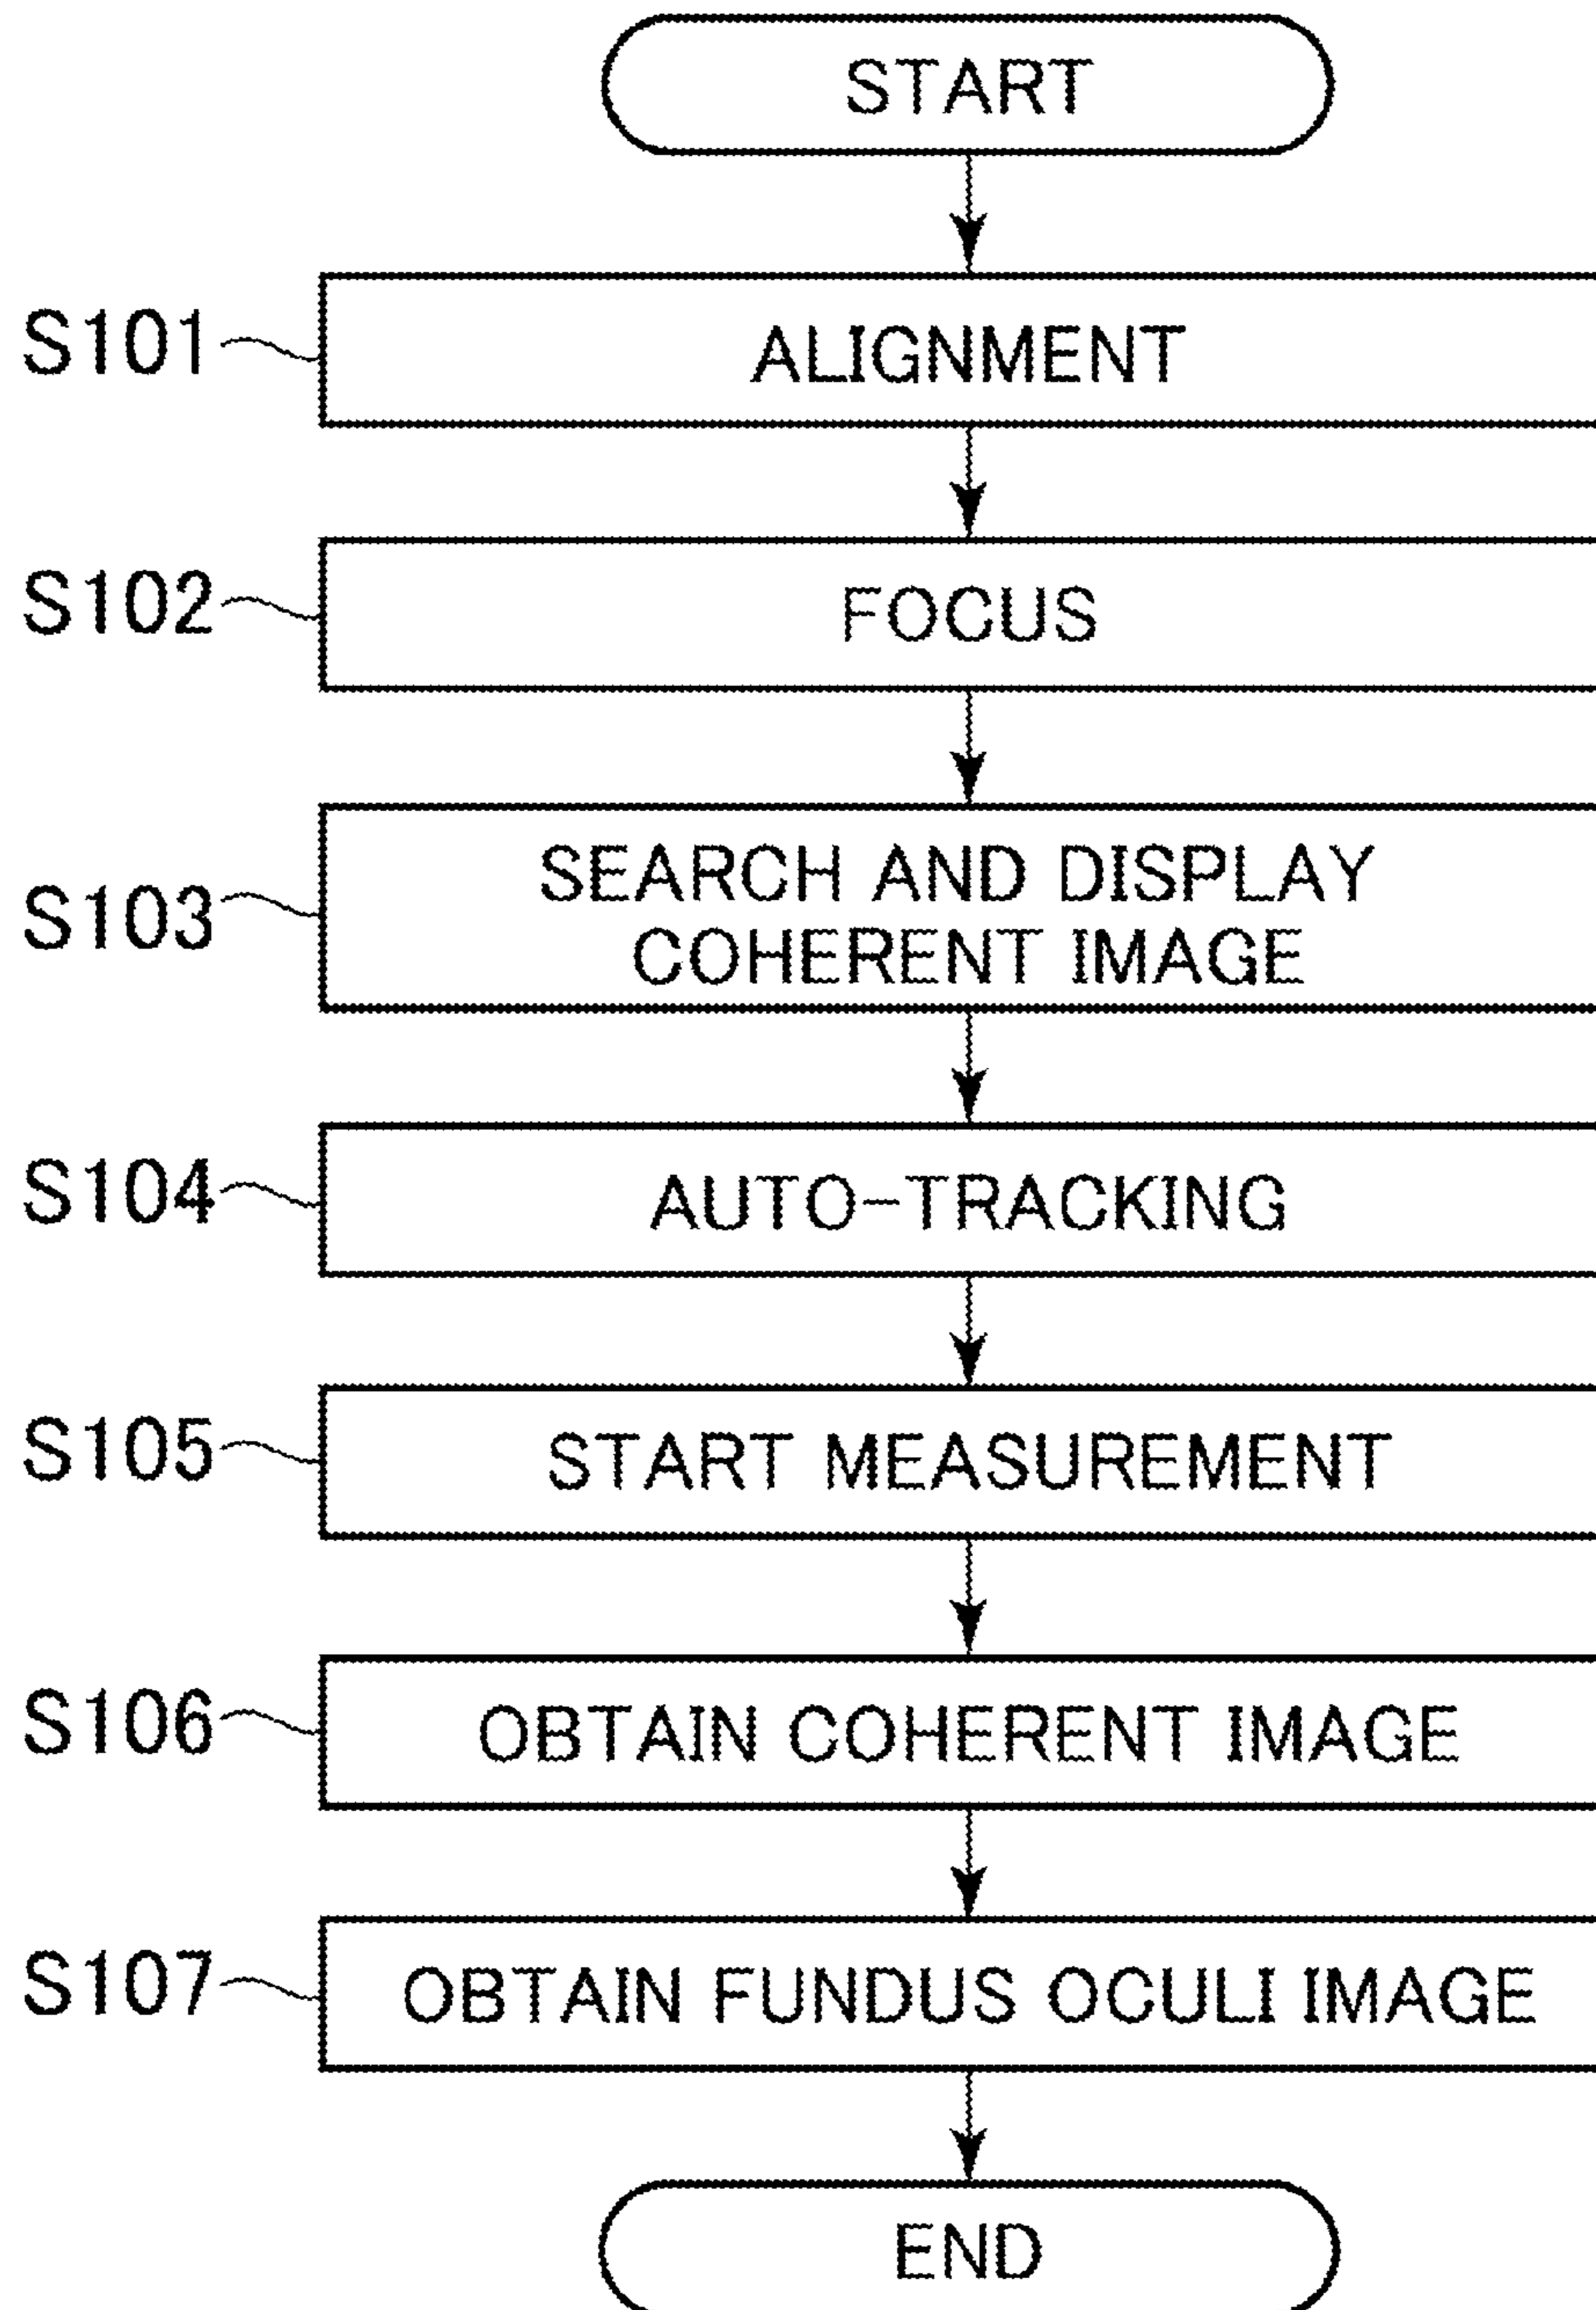 START
S101
ALIGNMENT
S102
FOCUS
S103
SEARCH AND DISPLAY
COHERENT IMAGE
S104
AUTO-TRACKING
S105
START MEASUREMENT
S106
OBTAIN COHERENT IMAGE
S107
OBTAIN FUNDUS OCULI IMAGE
END